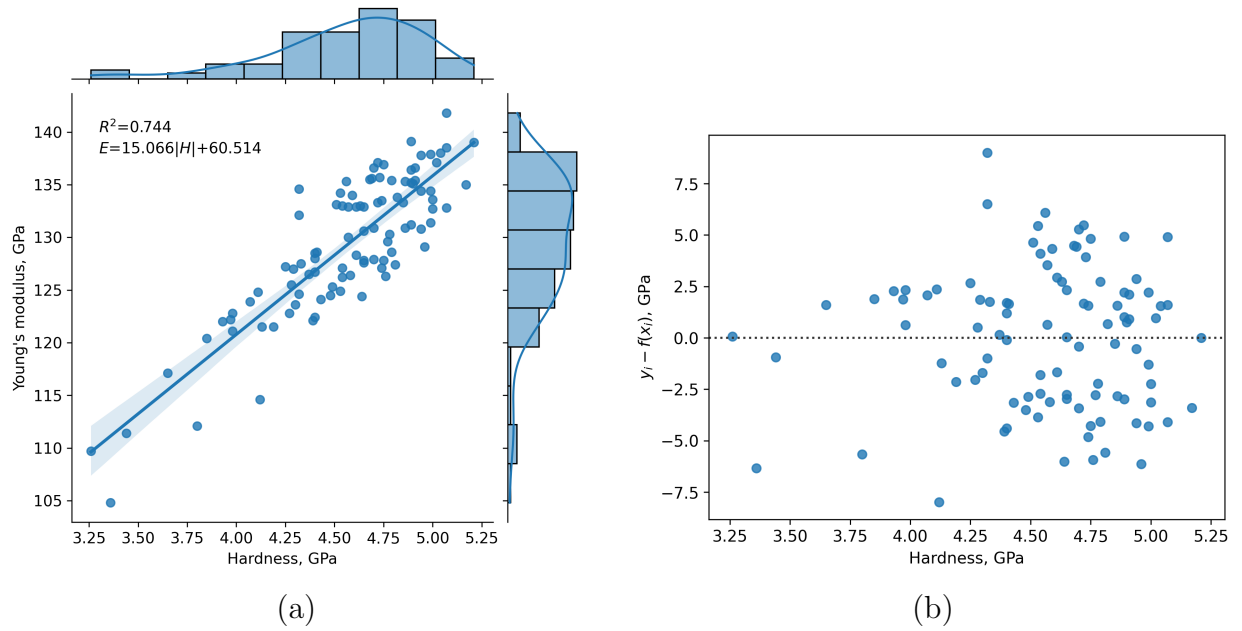 R²=0.744
E=15.066|H|+60.514
140
135
130
125
120
115
110
105
Young's modulus, GPa
3.25 3.50 3.75 4.00 4.25 4.50 4.75 5.00
Hardness, GPa
(a)
7.5
5.0
2.5
0.0
−2.5
−5.0
−7.5
yᵢ − f(xᵢ), GPa
3.25 3.50 3.75 4.00 4.25 4.50 4.75 5.00 5.25
Hardness, GPa
(b)